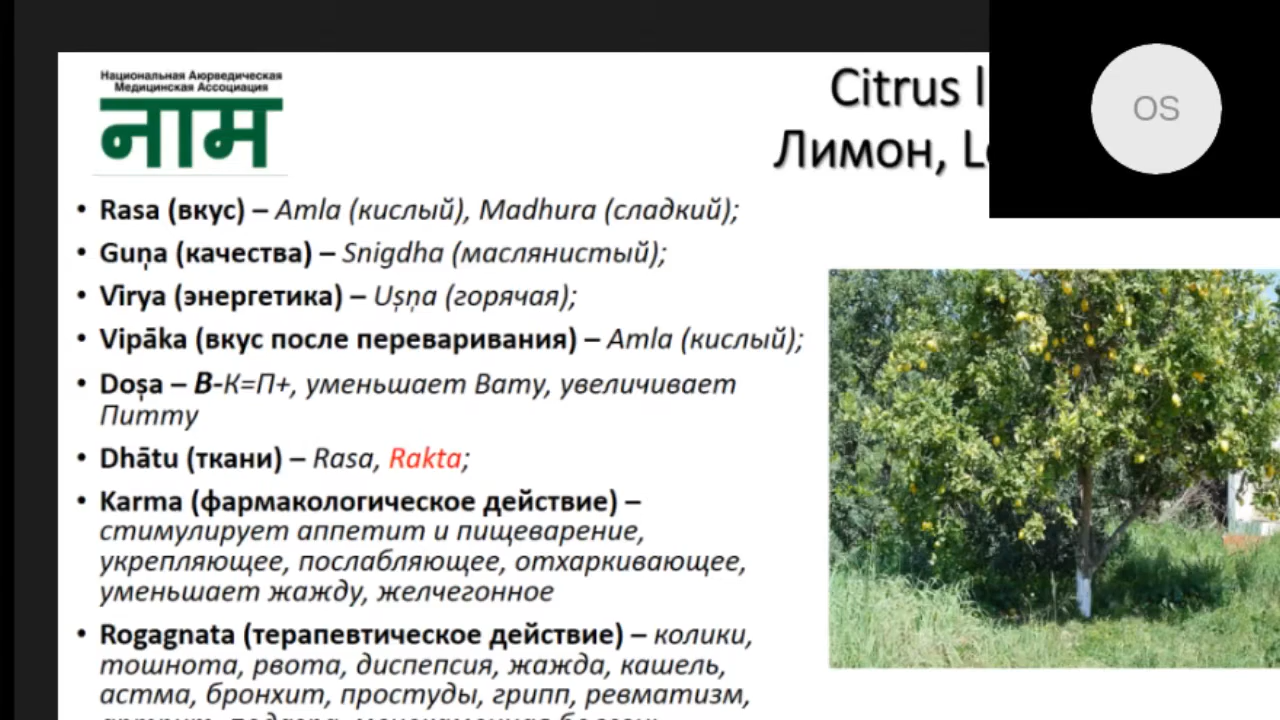 Национальная Аюрведическая
Медицинская Ассоциация
नाम
Citrus l
Лимон, L
OS
• Rasa (вкус) – Amla (кислый), Madhura (сладкий);
• Guṇa (качества) – Snigdha (маслянистый);
• Vīrya (энергетика) – Uṣṇa (горячая);
• Vipāka (вкус после переваривания) – Amla (кислый);
• Doṣa – В-К=П+, уменьшает Вату, увеличивает
Питту
• Dhātu (ткани) – Rasa, Rakta;
• Karma (фармакологическое действие) –
стимулирует аппетит и пищеварение,
укрепляющее, послабляющее, отхаркивающее,
уменьшает жажду, желчегонное
• Rogagnata (терапевтическое действие) – колики,
тошнота, рвота, диспепсия, жажда, кашель,
астма, бронхит, простуды, грипп, ревматизм,